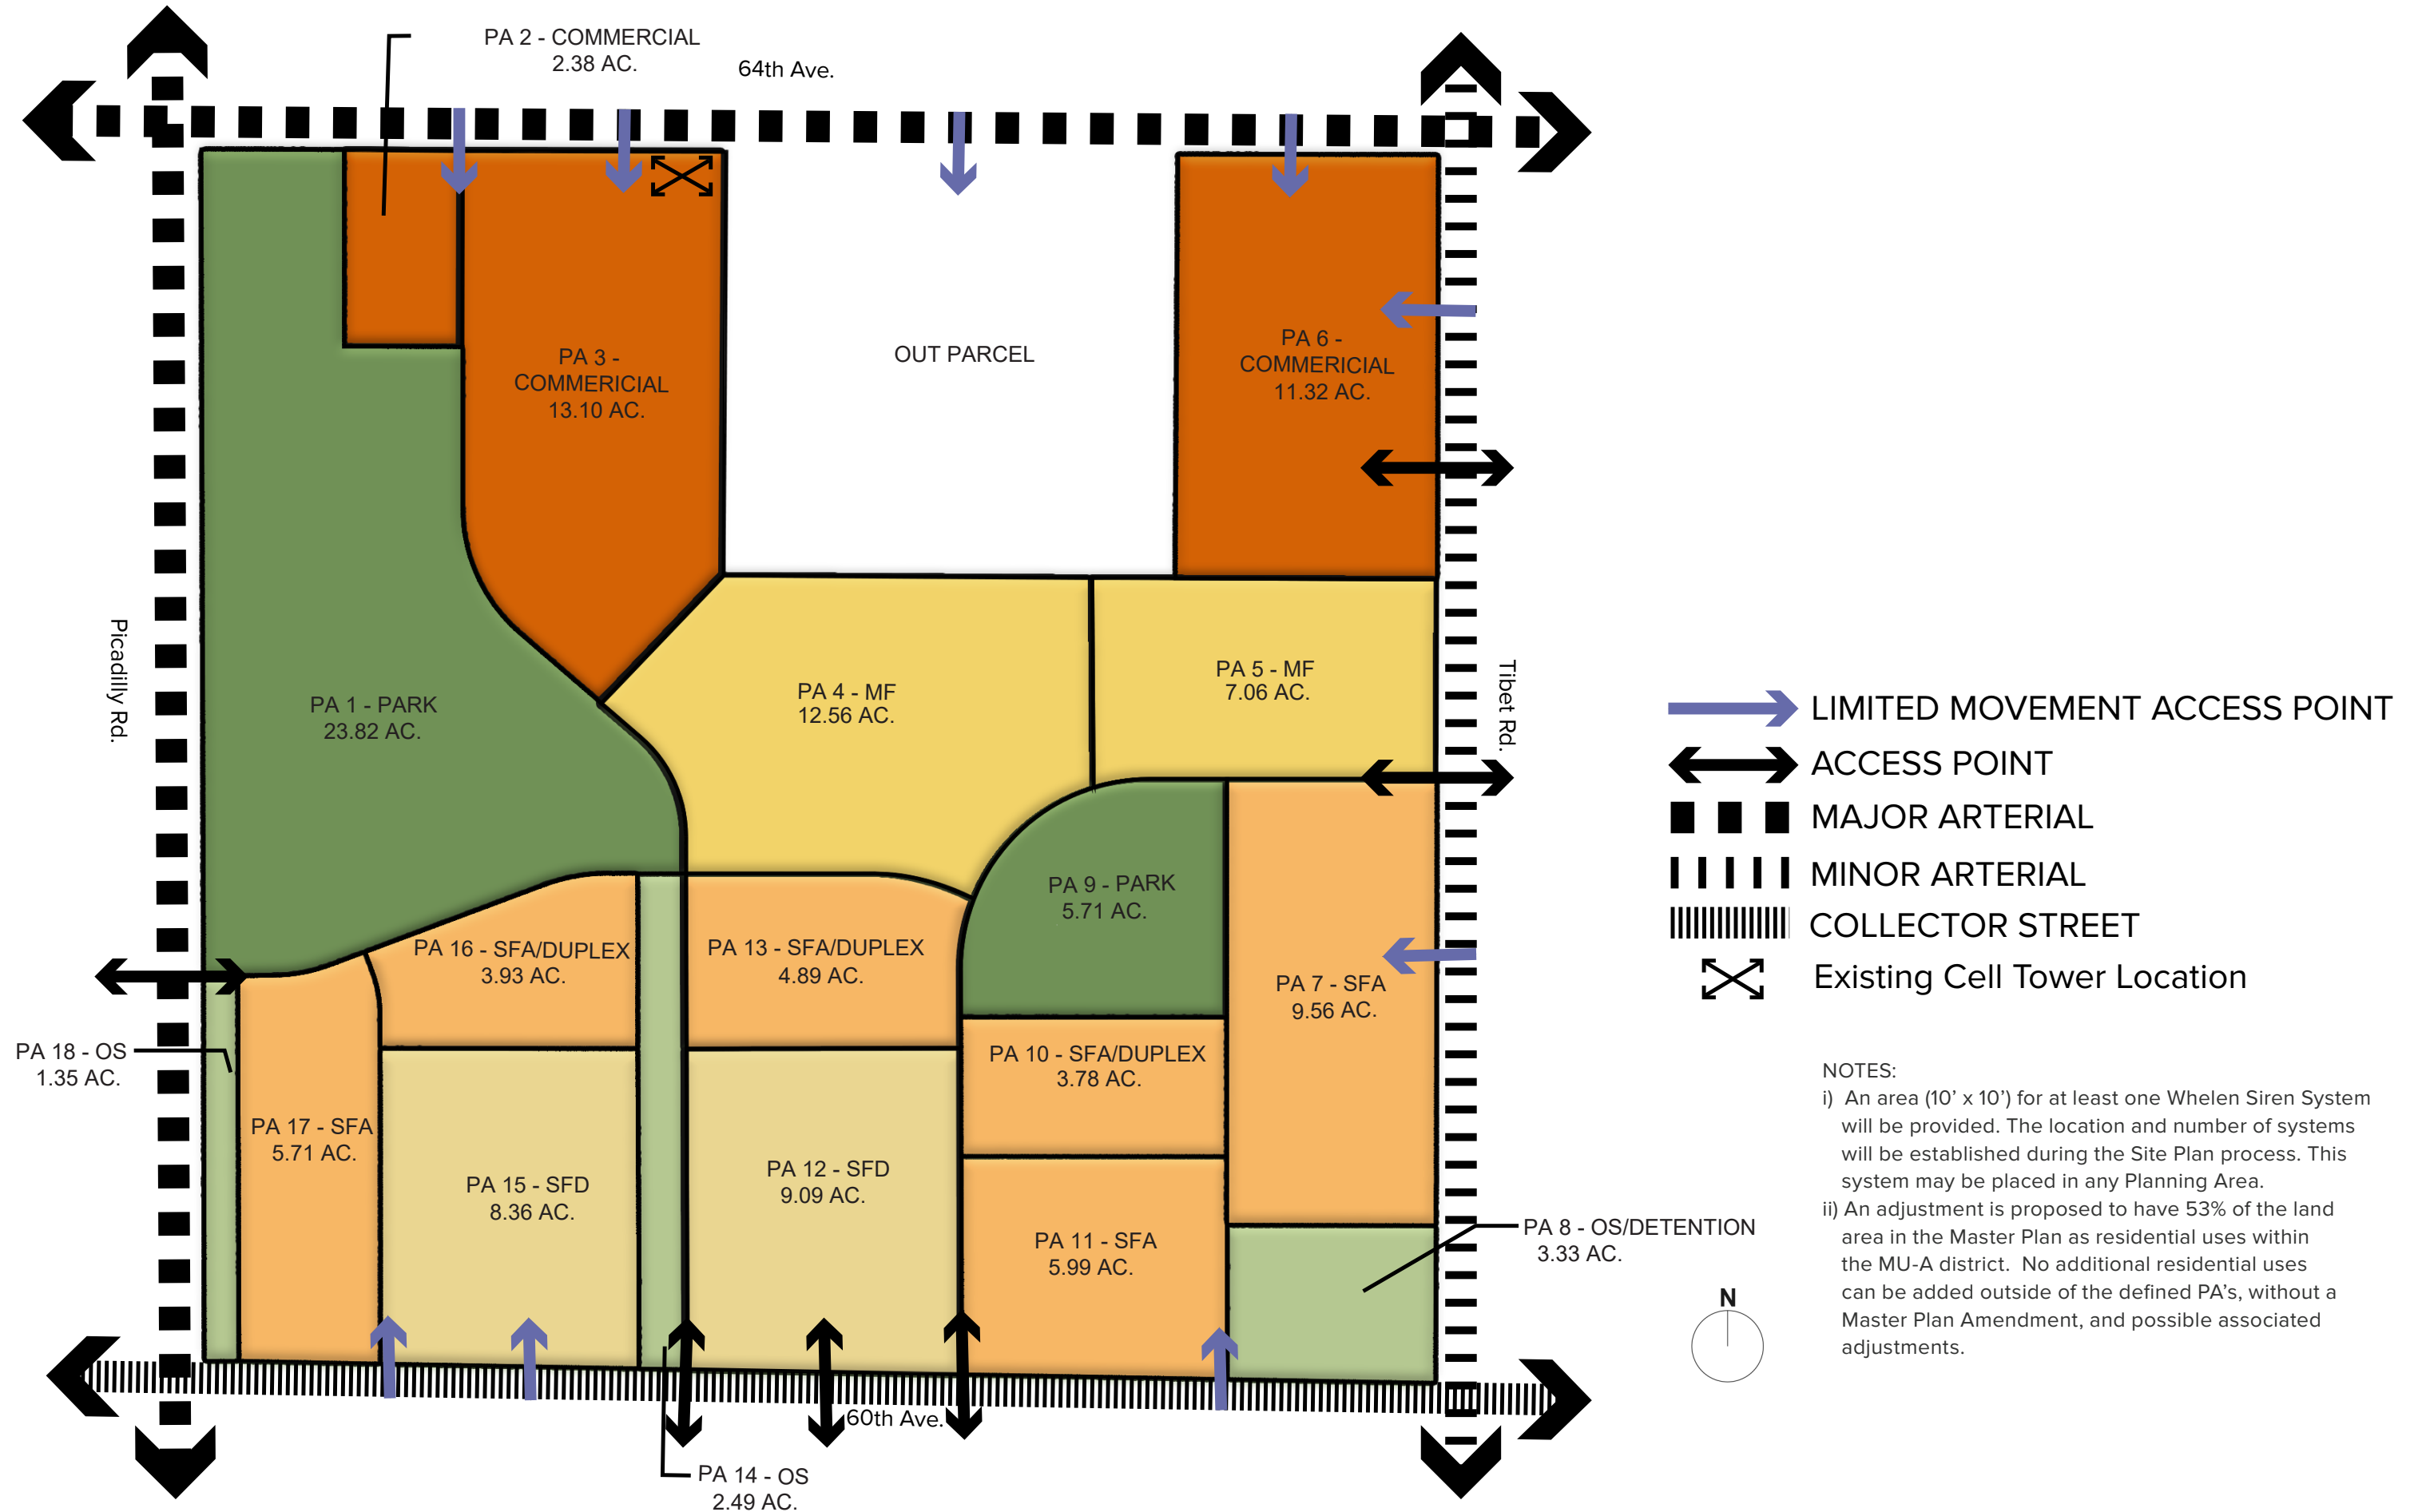 PA 2 - COMMERCIAL
2.38 AC.
64th Ave.
PA 3 -
COMMERICIAL
13.10 AC.
OUT PARCEL
PA 6 -
COMMERICIAL
11.32 AC.
Picadilly Rd.
PA 1 - PARK
23.82 AC.
PA 4 - MF
12.56 AC.
PA 5 - MF
7.06 AC.
Tibet Rd.
PA 9 - PARK
5.71 AC.
PA 16 - SFA/DUPLEX
3.93 AC.
PA 13 - SFA/DUPLEX
4.89 AC.
PA 7 - SFA
9.56 AC.
PA 18 - OS
1.35 AC.
PA 10 - SFA/DUPLEX
3.78 AC.
PA 17 - SFA
5.71 AC.
PA 15 - SFD
8.36 AC.
PA 12 - SFD
9.09 AC.
PA 11 - SFA
5.99 AC.
PA 8 - OS/DETENTION
3.33 AC.
60th Ave.
PA 14 - OS
2.49 AC.
LIMITED MOVEMENT ACCESS POINT
ACCESS POINT
MAJOR ARTERIAL
MINOR ARTERIAL
COLLECTOR STREET
Existing Cell Tower Location
NOTES:
i) An area (10’ x 10’) for at least one Whelen Siren System
will be provided. The location and number of systems
will be established during the Site Plan process. This
system may be placed in any Planning Area.
ii) An adjustment is proposed to have 53% of the land
area in the Master Plan as residential uses within
the MU-A district. No additional residential uses
can be added outside of the defined PA’s, without a
Master Plan Amendment, and possible associated
adjustments.
N